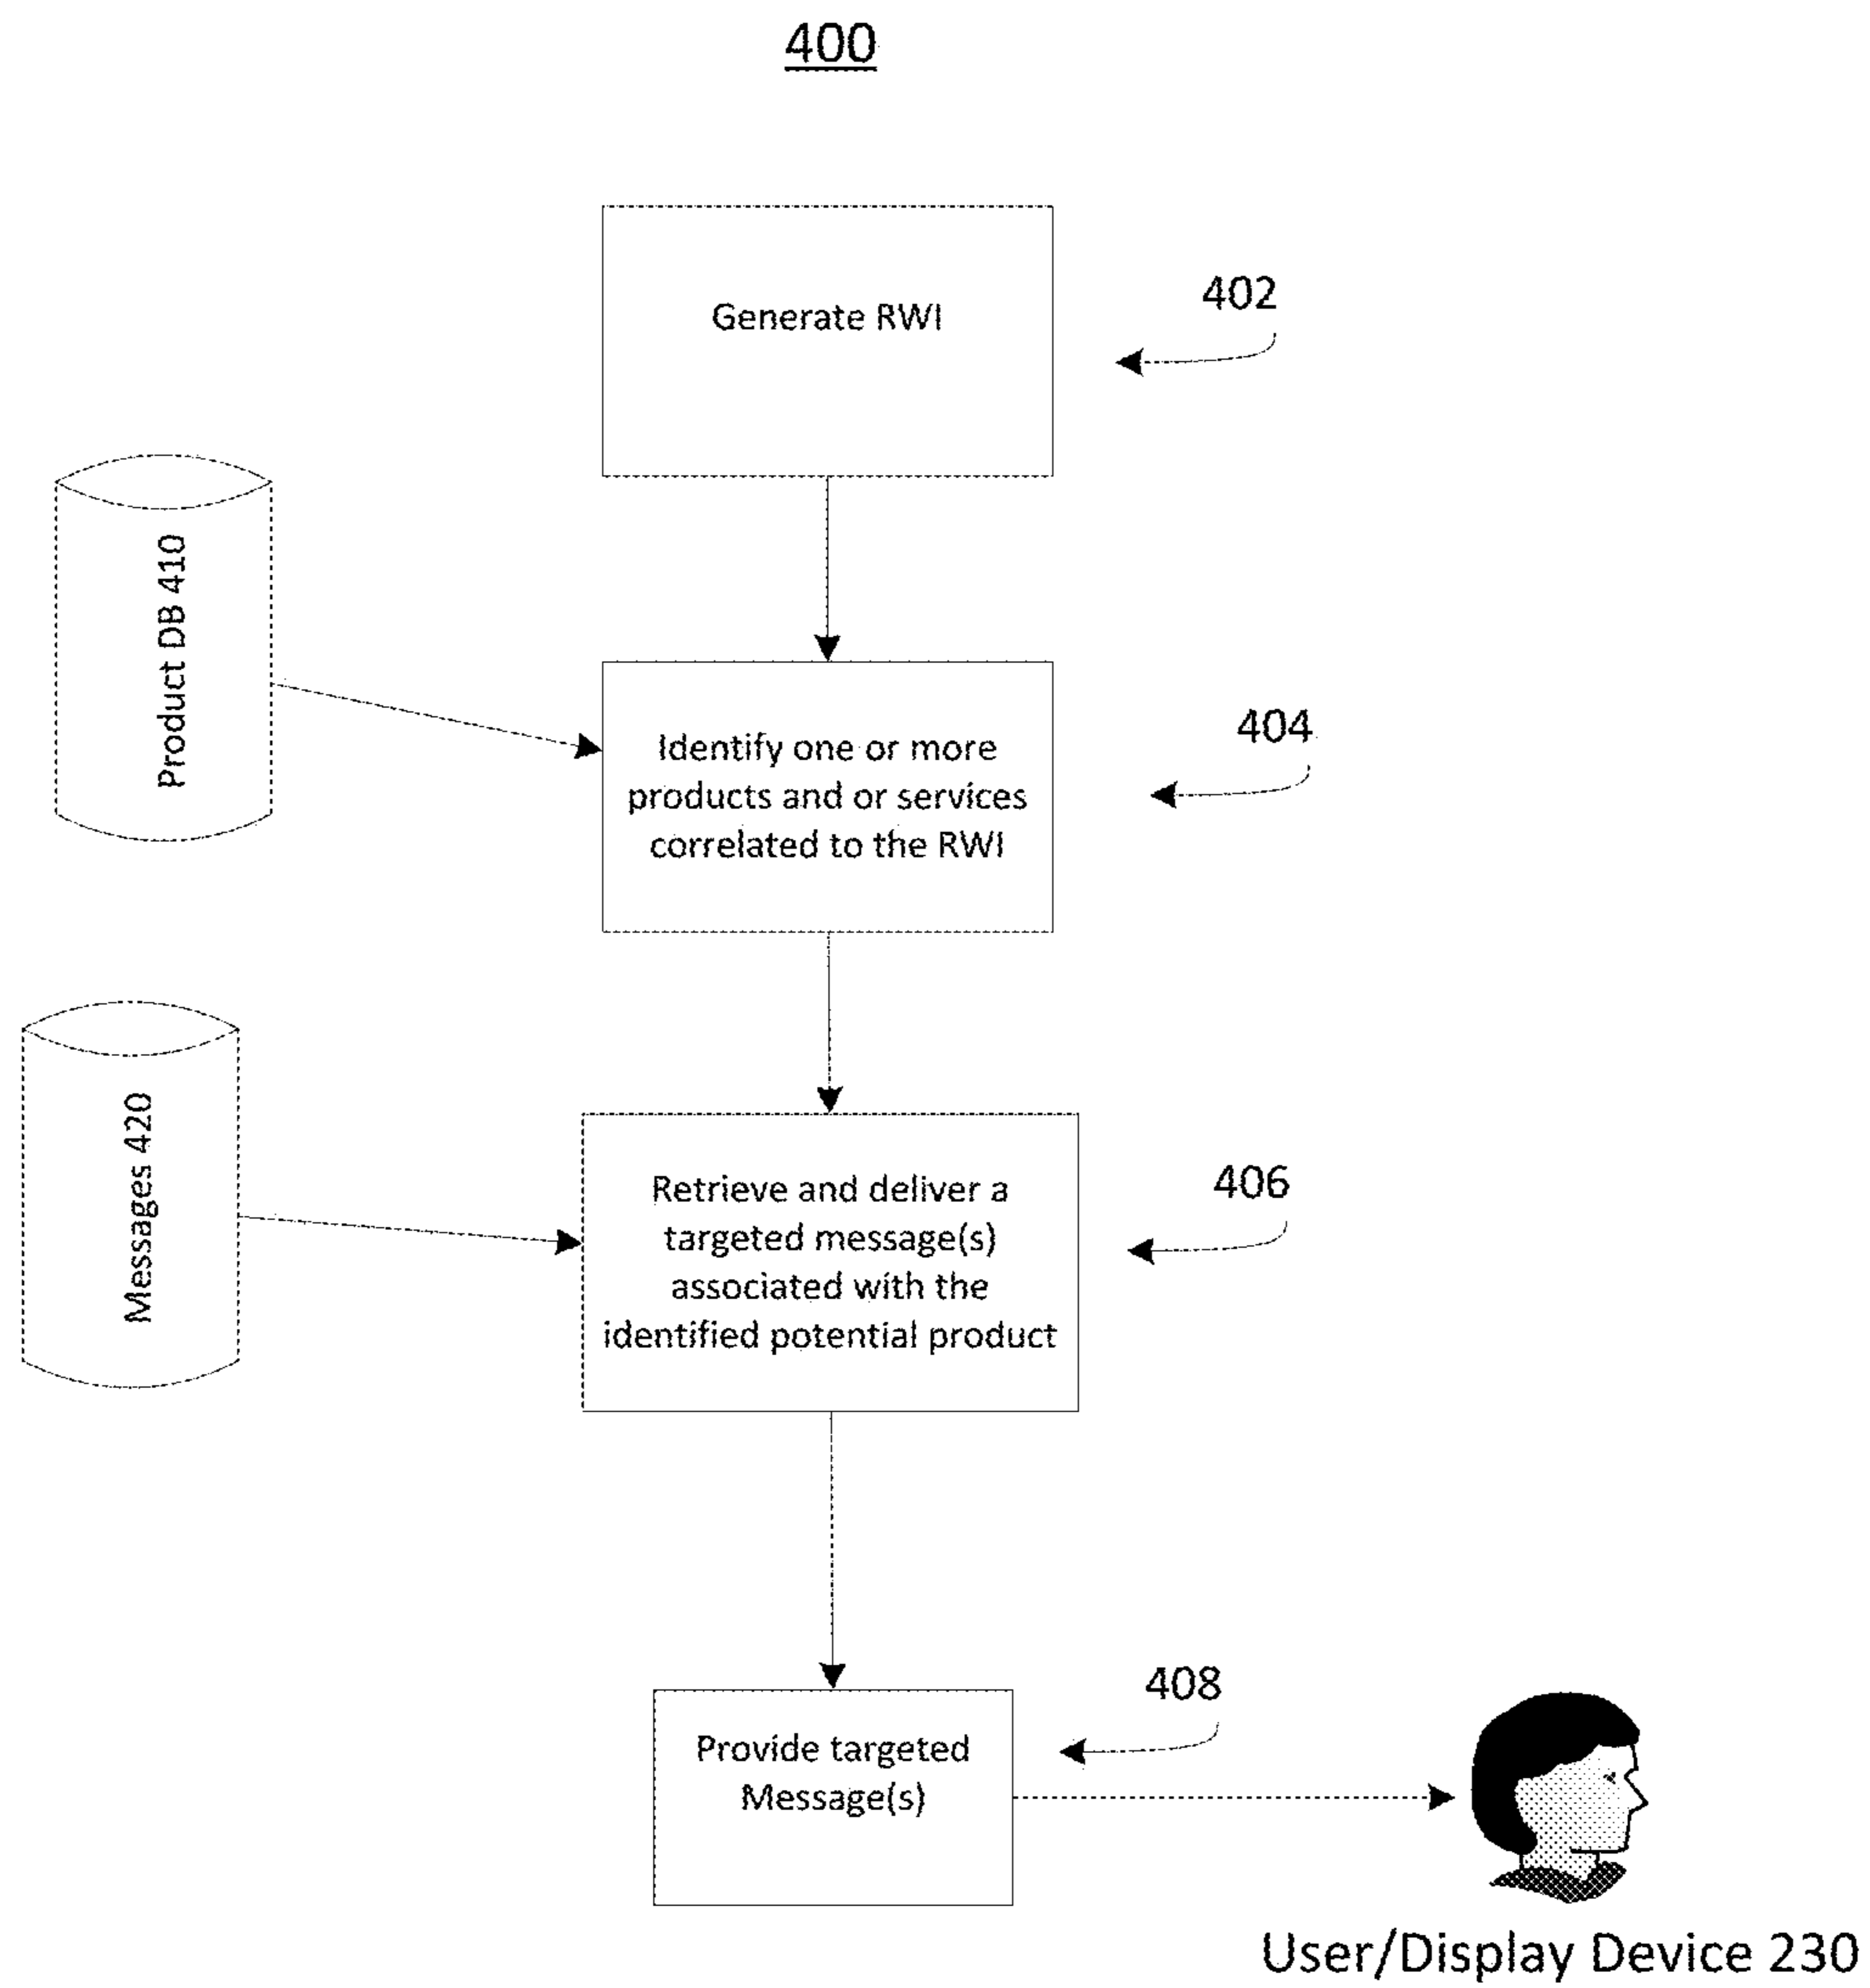 400
Generate RWI
402
Product DB 410
Identify one or more
products and or services
correlated to the RWI
404
Messages 420
Retrieve and deliver a
targeted message(s)
associated with the
identified potential product
406
Provide targeted
Message(s)
408
User/Display Device 230